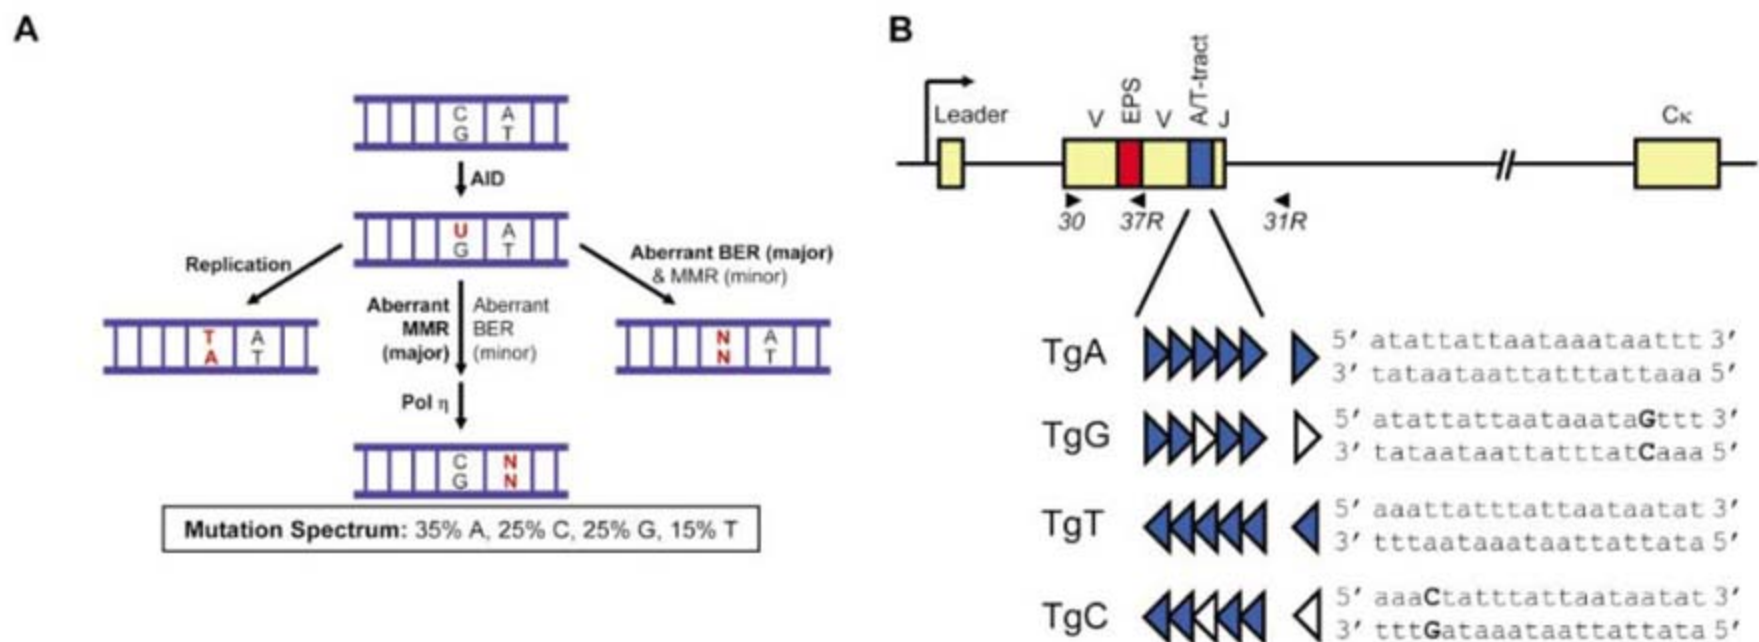 A
C A
G T
AID
U A
G T
Replication
Aberrant BER (major)
& MMR (minor)
Aberrant
MMR
(major)
Aberrant
BER
(minor)
T A
A T
N A
N T
Pol η
C N
G N
Mutation Spectrum: 35% A, 25% C, 25% G, 15% T
B
Leader
V
EPS
V
A/T-tract
J
Cκ
30
37R
31R
TgA
5′ atattattaataaataattt 3′
3′ tataataattatttattaaa 5′
TgG
5′ atattattaataaataGttt 3′
3′ tataataattatttatCaaa 5′
TgT
5′ aaattatttattaataatat 3′
3′ tttaataaataattattata 5′
TgC
5′ aaaCtatttattaataatat 3′
3′ tttGataaataattattata 5′